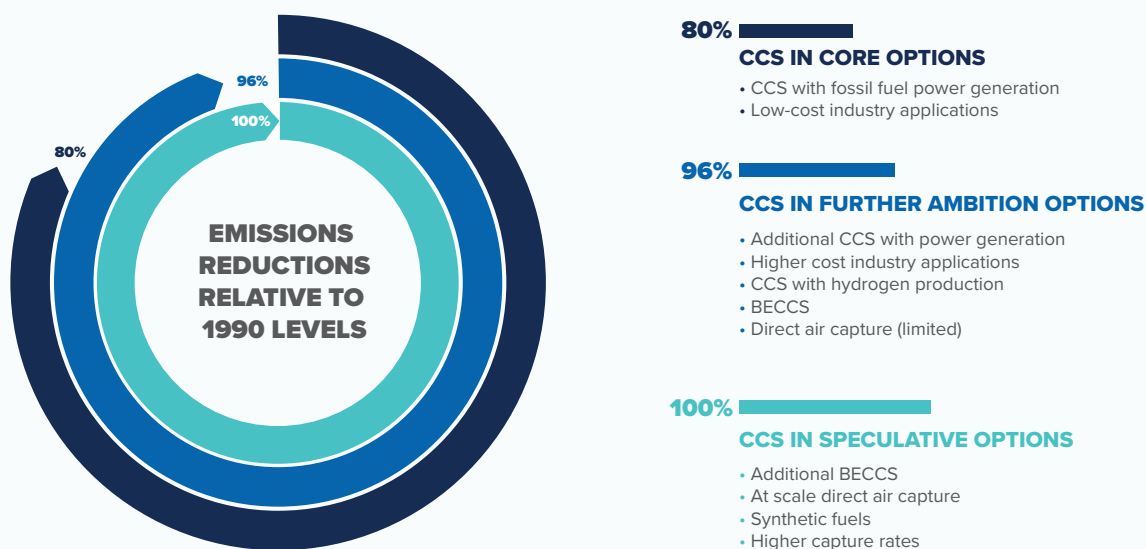 96%
100%
80%
EMISSIONS
REDUCTIONS
RELATIVE TO
1990 LEVELS
80%
CCS IN CORE OPTIONS
• CCS with fossil fuel power generation
• Low-cost industry applications
96%
CCS IN FURTHER AMBITION OPTIONS
• Additional CCS with power generation
• Higher cost industry applications
• CCS with hydrogen production
• BECCS
• Direct air capture (limited)
100%
CCS IN SPECULATIVE OPTIONS
• Additional BECCS
• At scale direct air capture
• Synthetic fuels
• Higher capture rates